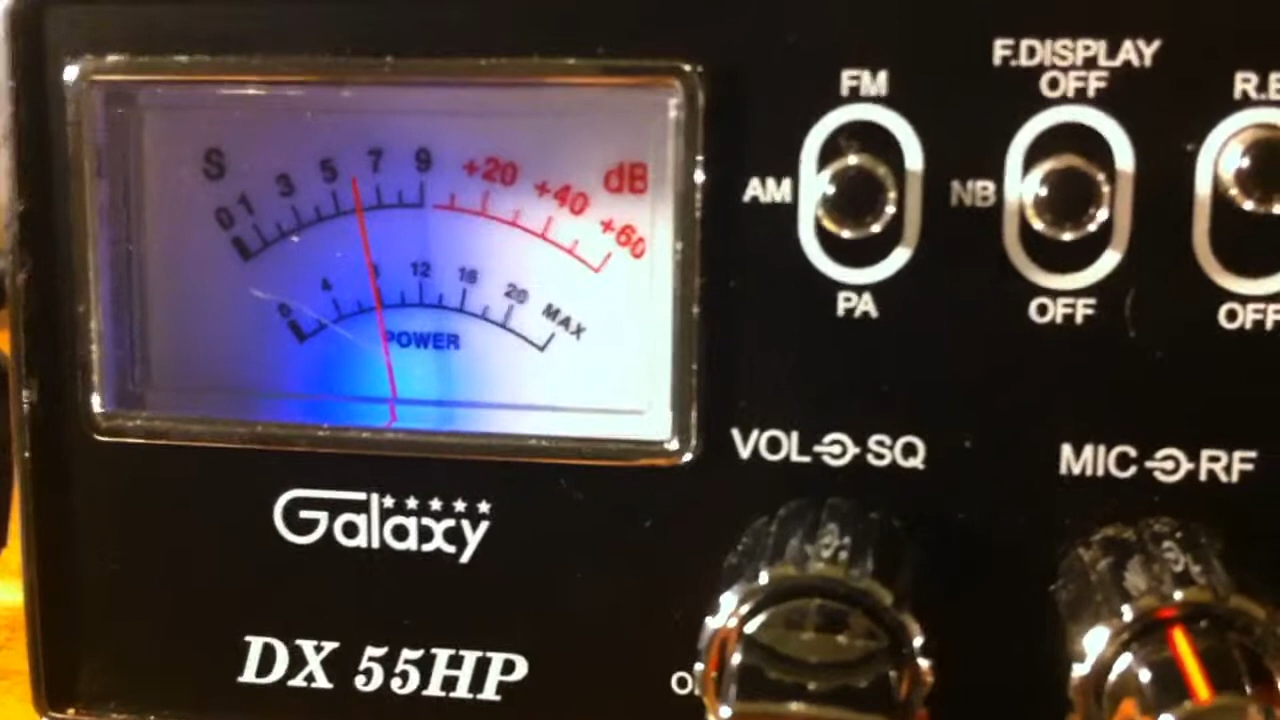 S 0 1 3 5 7 9 +20 +40 +60 dB
0 4 8 12 16 20 MAX
POWER
Galaxy
DX 55HP
FM
AM
PA
F.DISPLAY
OFF
NB
OFF
OFF
VOL SQ
MIC RF